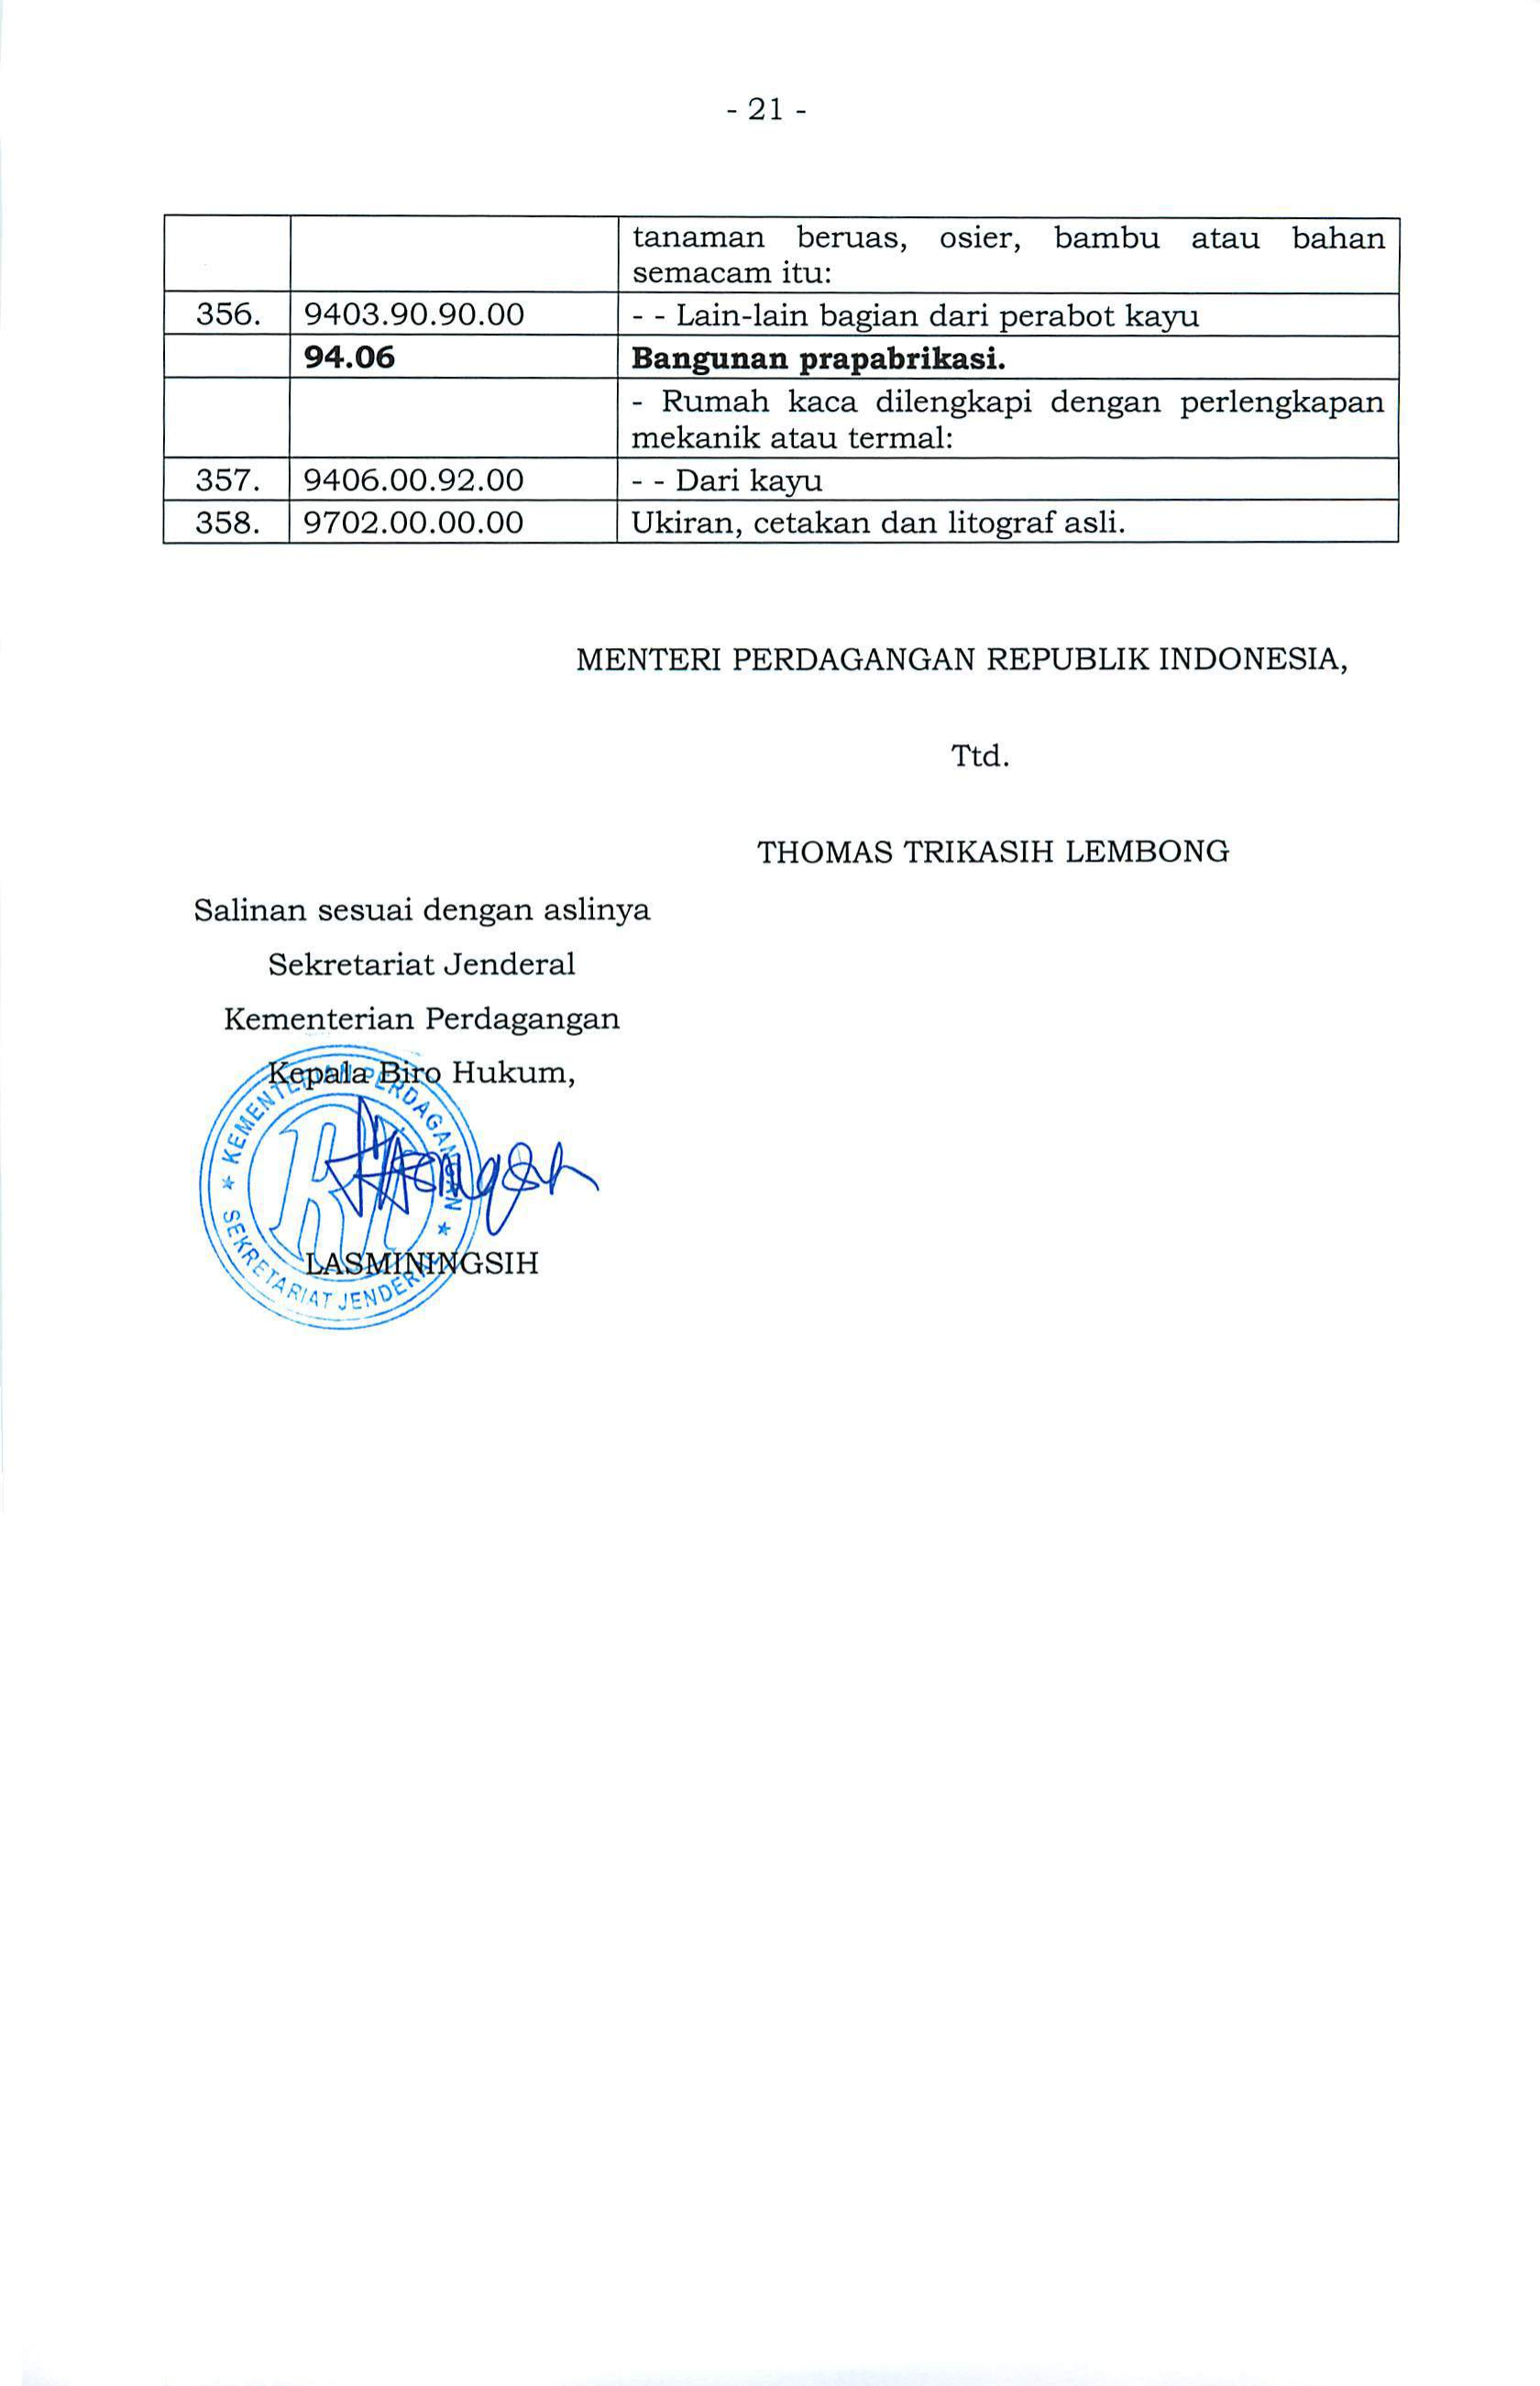 - 21 -
tanaman beruas, osier, bambu atau bahan
semacam itu:
356. 9403.90.90.00 - - Lain-lain bagian dari perabot kayu
94.06 Bangunan prapabrikasi.
- Rumah kaca dilengkapi dengan perlengkapan
mekanik atau termal:
357. 9406.00.92.00 - - Dari kayu
358. 9702.00.00.00 Ukiran, cetakan dan litograf asli.
MENTERI PERDAGANGAN REPUBLIK INDONESIA,
Ttd.
THOMAS TRIKASIH LEMBONG
Salinan sesuai dengan aslinya
Sekretariat Jenderal
Kementerian Perdagangan
Kepala Biro Hukum,
KEMENTERIAN PERDAGANGAN
SEKRETARIAT JENDERAL
LASMININGSIH